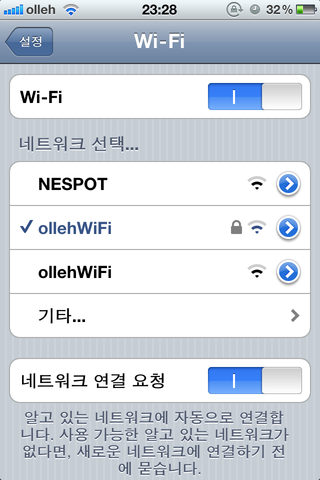 olleh 23:28 32%
설정 Wi-Fi
Wi-Fi
네트워크 선택...
NESPOT
ollehWiFi
ollehWiFi
기타...
네트워크 연결 요청
알고 있는 네트워크에 자동으로 연결합
니다. 사용 가능한 알고 있는 네트워크가
없다면, 새로운 네트워크에 연결하기 전
에 묻습니다.